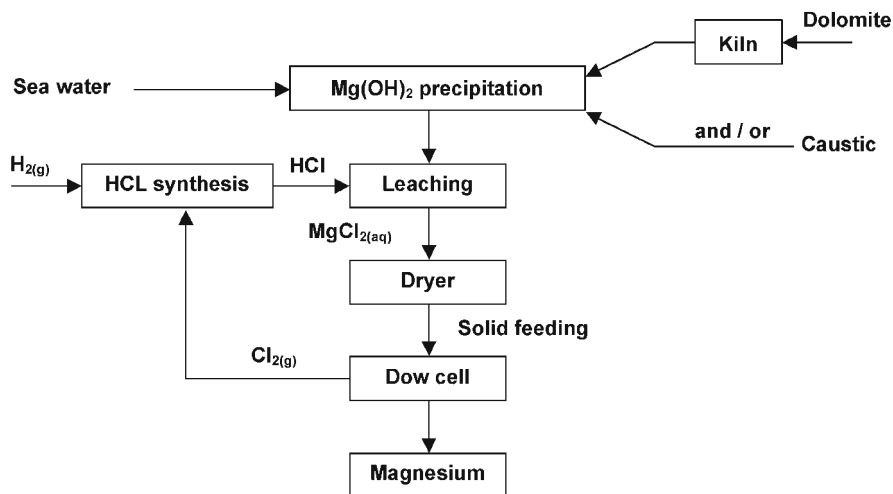 Dolomite
Kiln
Sea water
Mg(OH)₂ precipitation
and / or
Caustic
H₂(g)
HCL synthesis
HCl
Leaching
MgCl₂(aq)
Dryer
Solid feeding
Cl₂(g)
Dow cell
Magnesium